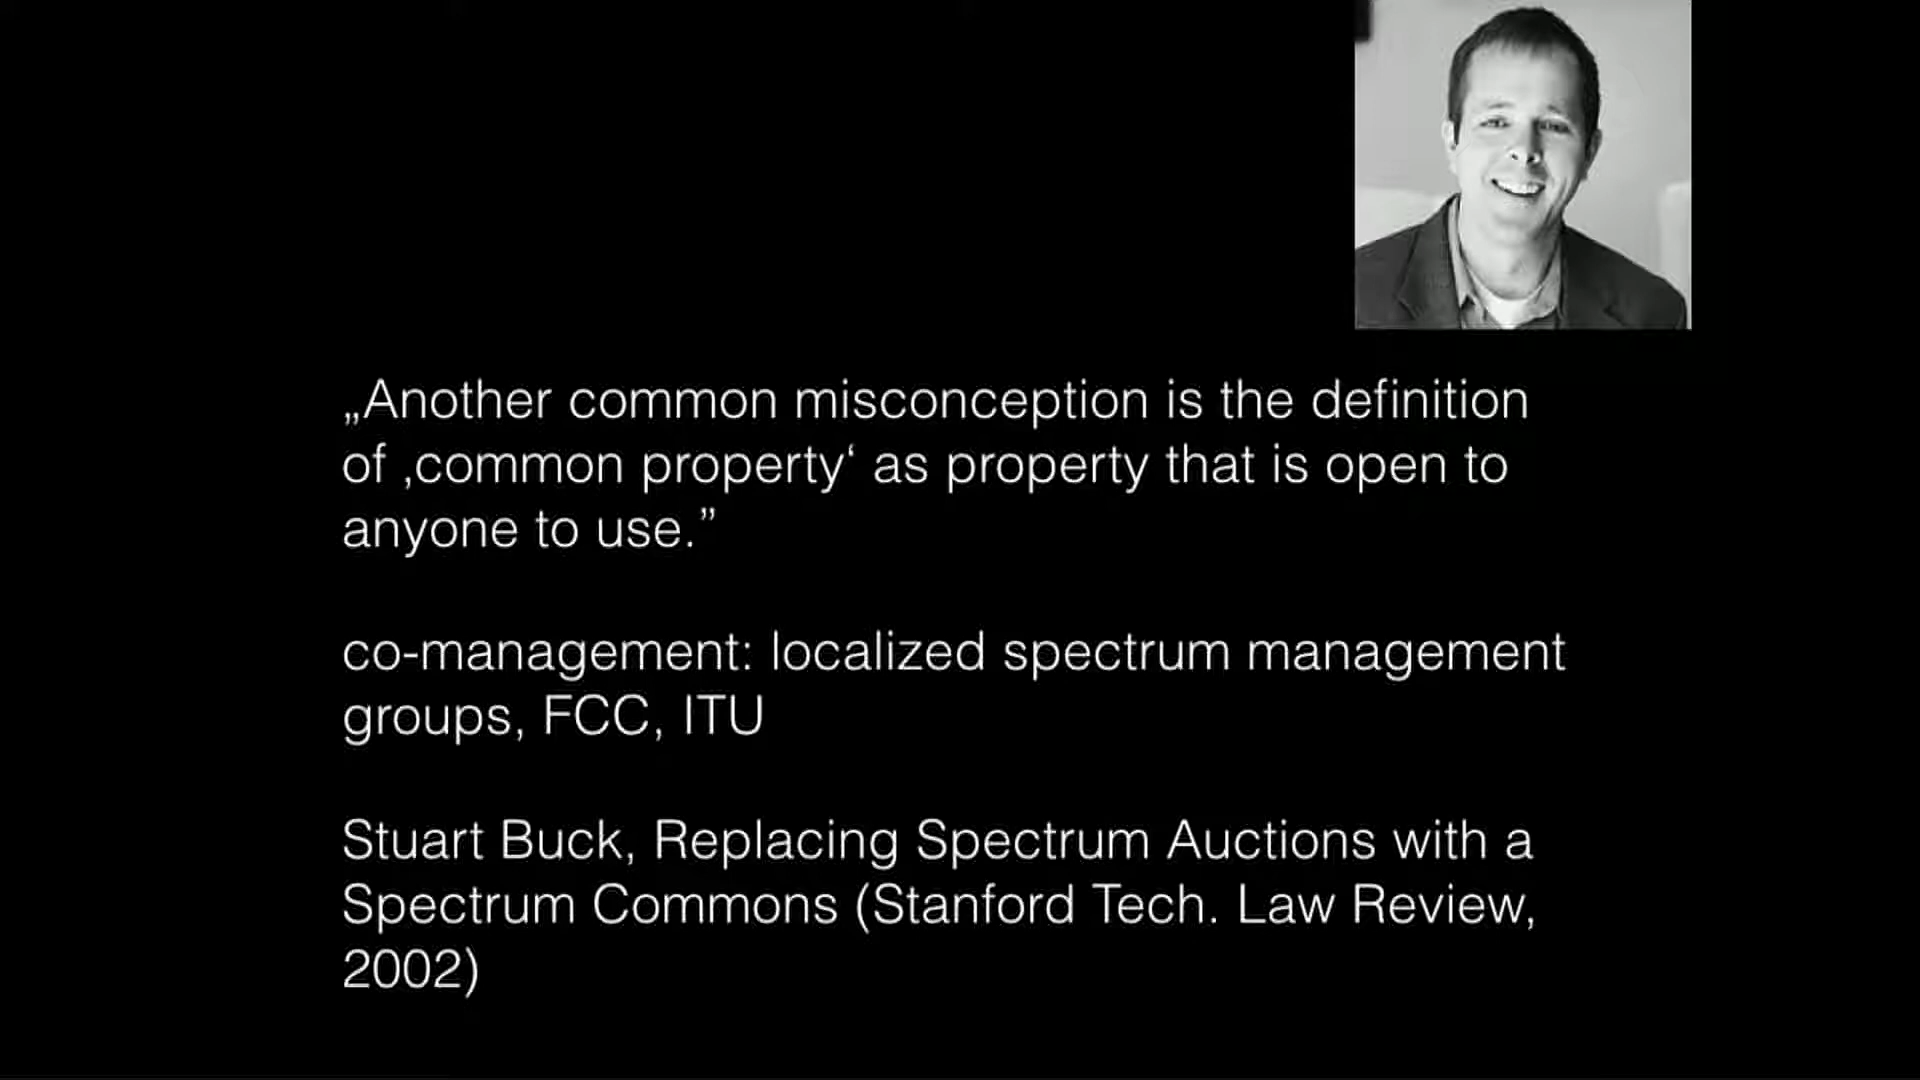 „Another common misconception is the definition
of ‚common property‘ as property that is open to
anyone to use.”
co-management: localized spectrum management
groups, FCC, ITU
Stuart Buck, Replacing Spectrum Auctions with a
Spectrum Commons (Stanford Tech. Law Review,
2002)